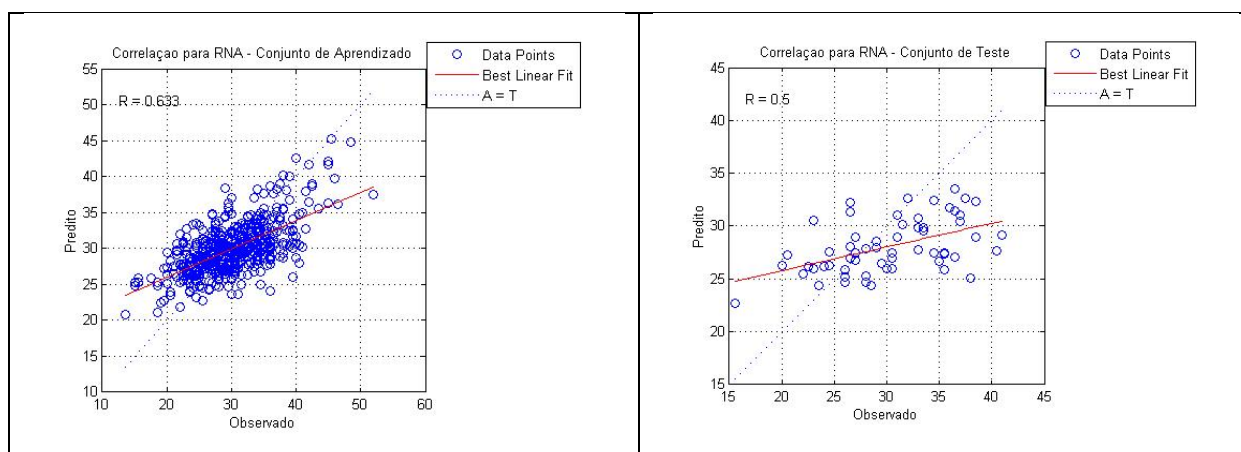 Correlaçao para RNA - Conjunto de Aprendizado
Data Points
Best Linear Fit
A = T
R = 0.633
55
50
45
40
35
30
25
20
15
10
Predito
10 20 30 40 50 60
Observado
Correlaçao para RNA - Conjunto de Teste
Data Points
Best Linear Fit
A = T
R = 0.5
45
40
35
30
25
20
15
Predito
15 20 25 30 35 40 45
Observado